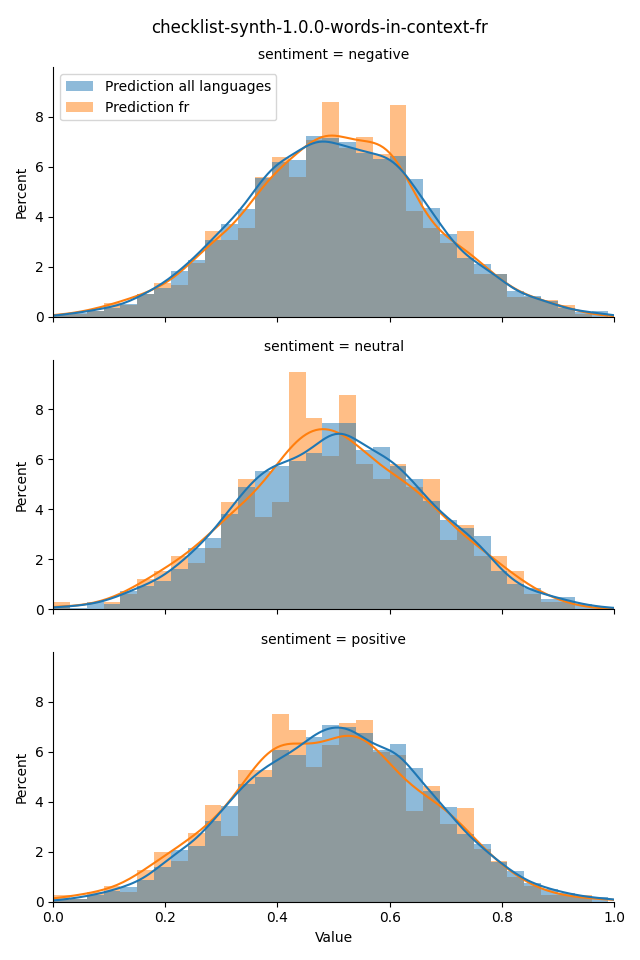 checklist-synth-1.0.0-words-in-context-fr
sentiment = negative
Prediction all languages
Prediction fr
Percent
8
6
4
2
0
sentiment = neutral
Percent
8
6
4
2
0
sentiment = positive
Percent
8
6
4
2
0
0.0 0.2 0.4 0.6 0.8 1.0
Value